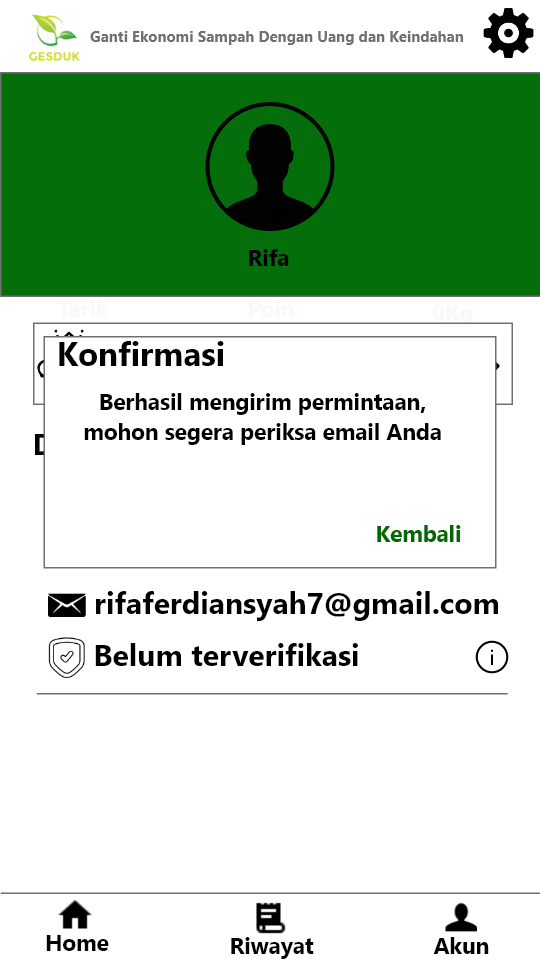 GESDUK
Ganti Ekonomi Sampah Dengan Uang dan Keindahan
Rifa
Tarik
Poin
0Kg
Konfirmasi
Berhasil mengirim permintaan,
mohon segera periksa email Anda
Kembali
rifaferdiansyah7@gmail.com
Belum terverifikasi
Home
Riwayat
Akun